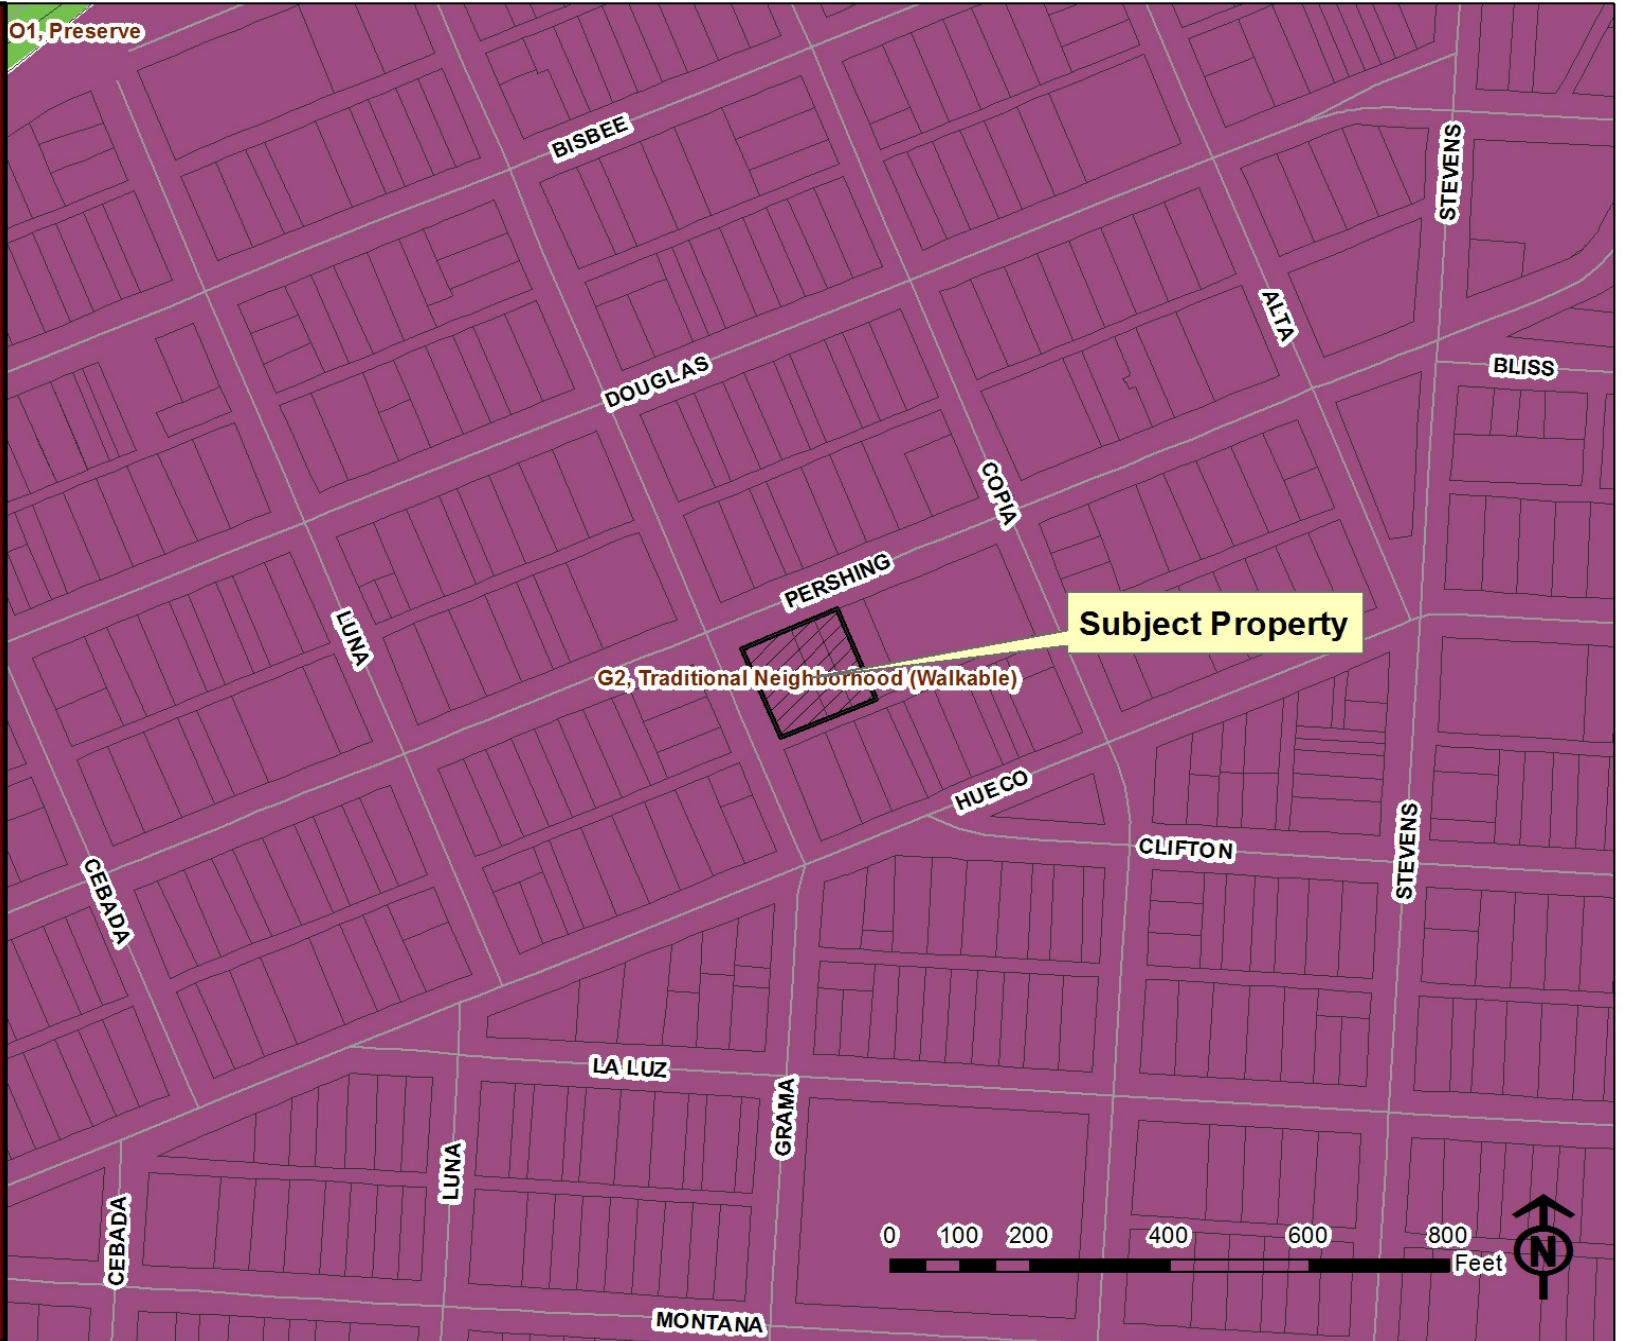 O1, Preserve
BISBEE
STEVENS
ALTA
BLISS
DOUGLAS
COPIA
PERSHING
Subject Property
LUNA
G2, Traditional Neighborhood (Walkable)
HUECO
CLIFTON
STEVENS
CEBADA
LA LUZ
GRAMA
LUNA
CEBADA
0 100 200 400 600 800
Feet
N
MONTANA